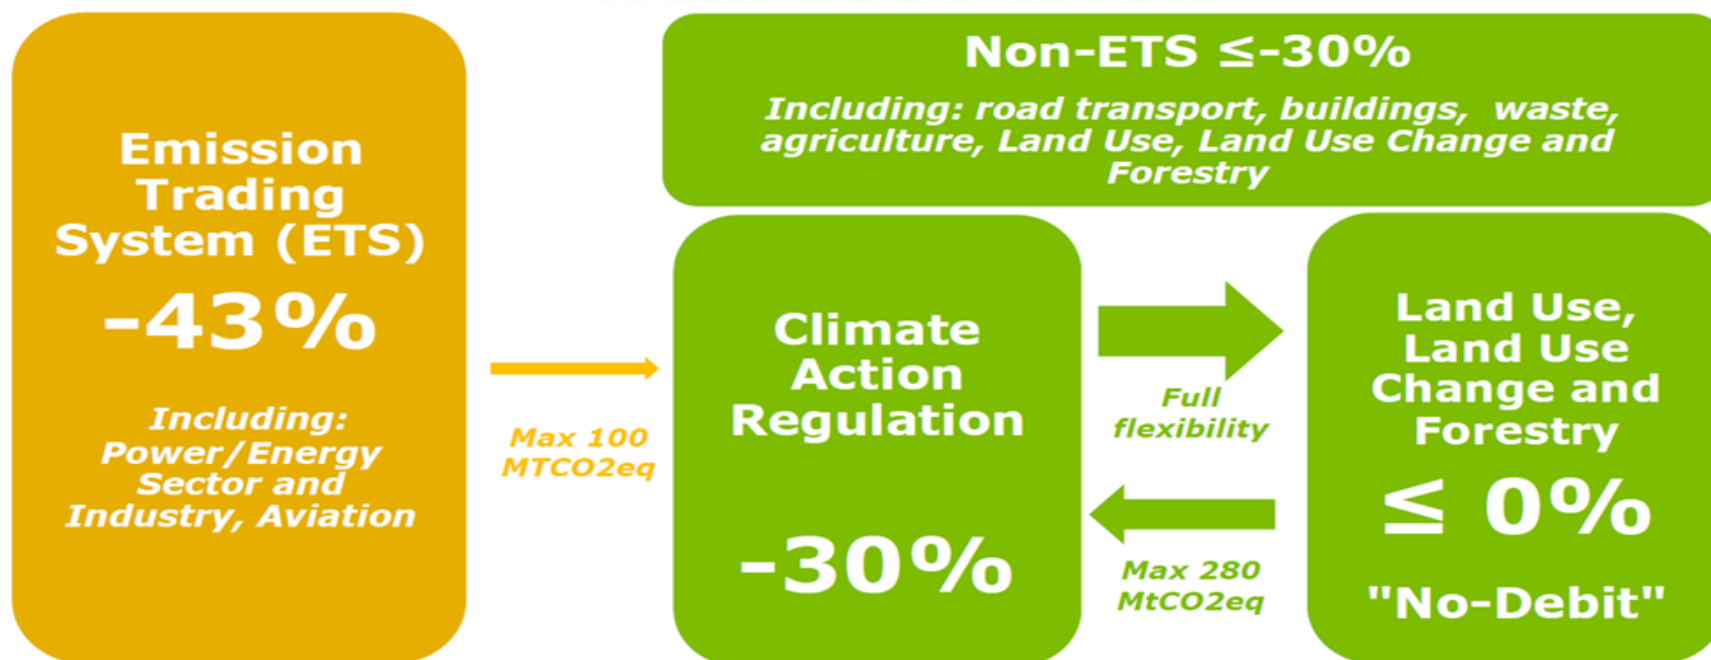 Emission
Trading
System (ETS)
-43%
Including:
Power/Energy
Sector and
Industry, Aviation
Max 100
MTCO2eq
Non-ETS ≤-30%
Including: road transport, buildings, waste,
agriculture, Land Use, Land Use Change and
Forestry
Climate
Action
Regulation
-30%
Full
flexibility
Max 280
MtCO2eq
Land Use,
Land Use
Change and
Forestry
≤ 0%
"No-Debit"